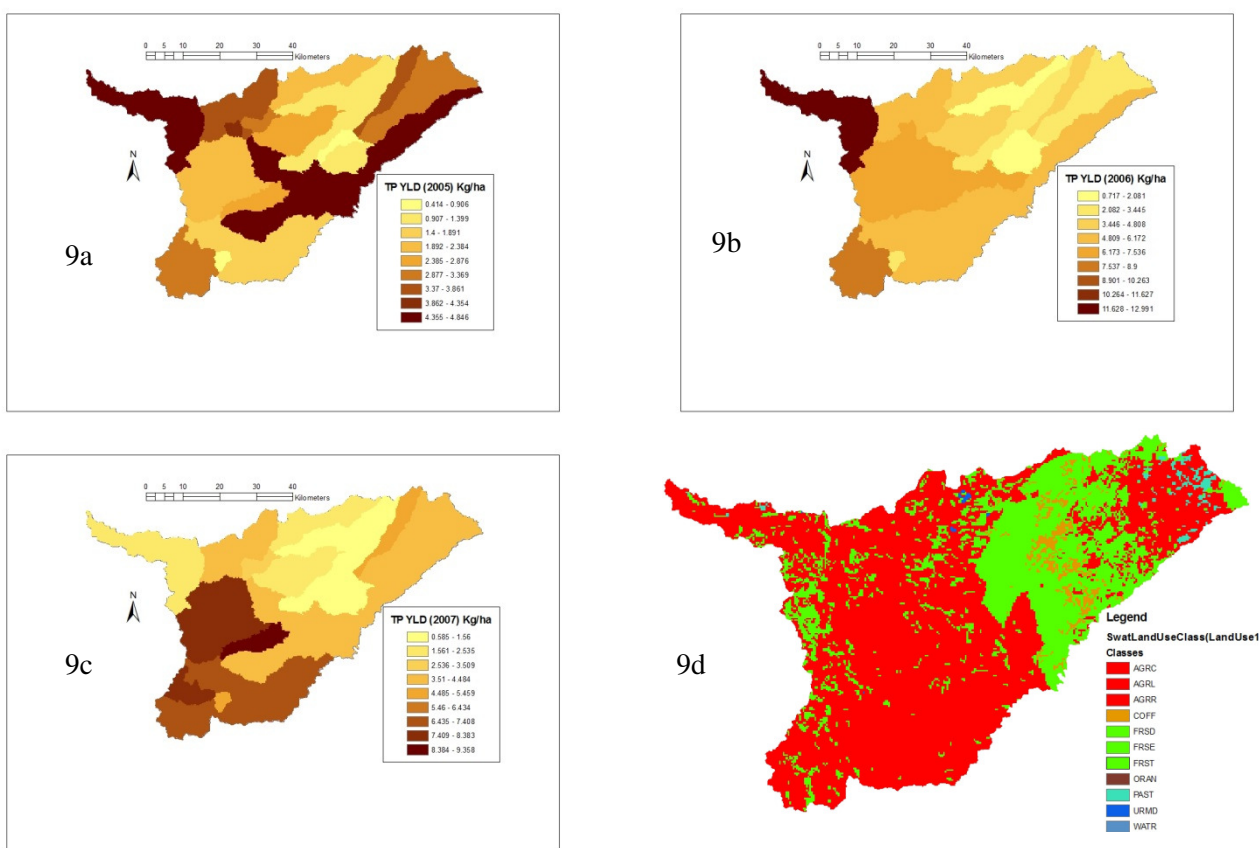 0 10 20 30 40
Kilometers
N
9a
TP YLD (2005) Kg/ha
0.414 - 0.906
0.907 - 1.399
1.4 - 1.891
1.892 - 2.384
2.385 - 2.876
2.877 - 3.369
3.37 - 3.861
3.862 - 4.354
4.355 - 4.846
0 10 20 30 40
Kilometers
N
9b
TP YLD (2006) Kg/ha
0.717 - 2.081
2.082 - 3.445
3.446 - 4.808
4.809 - 6.172
6.173 - 7.536
7.537 - 8.9
8.901 - 10.263
10.264 - 11.627
11.628 - 12.991
0 10 20 30 40
Kilometers
N
9c
TP YLD (2007) Kg/ha
0.585 - 1.56
1.561 - 2.535
2.536 - 3.509
3.51 - 4.484
4.485 - 5.459
5.46 - 6.434
6.435 - 7.408
7.409 - 8.383
8.384 - 9.358
9d
Legend
SwatLandUseClass(LandUse1
Classes
AGRC
AGRL
AGRR
COFF
FRSD
FRSE
FRST
ORAN
PAST
URMD
WATR